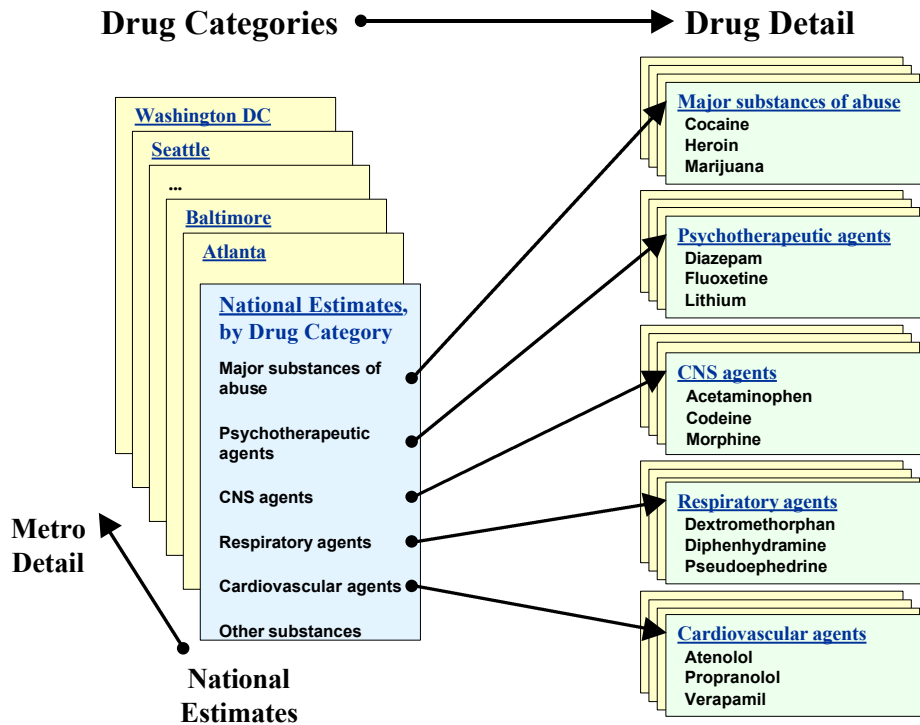 Drug Categories
Drug Detail
Washington DC
Seattle
...
Baltimore
Atlanta
National Estimates,
by Drug Category
Major substances of
abuse
Psychotherapeutic
agents
CNS agents
Respiratory agents
Cardiovascular agents
Other substances
Metro
Detail
National
Estimates
Major substances of abuse
Cocaine
Heroin
Marijuana
Psychotherapeutic agents
Diazepam
Fluoxetine
Lithium
CNS agents
Acetaminophen
Codeine
Morphine
Respiratory agents
Dextromethorphan
Diphenhydramine
Pseudoephedrine
Cardiovascular agents
Atenolol
Propranolol
Verapamil